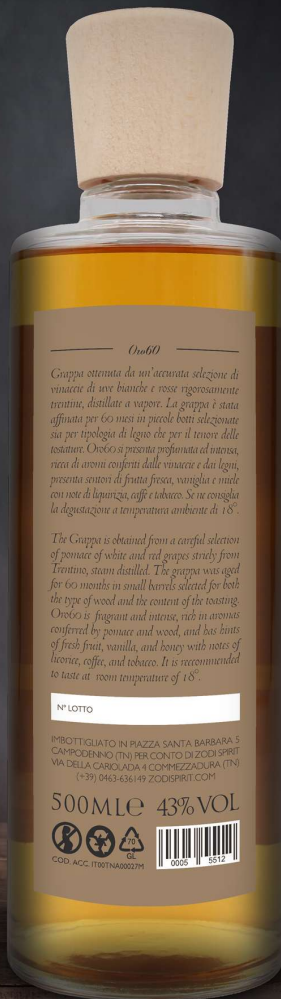 Oro60
Grappa ottenuta da un'accurata selezione di
vinaccie di uve bianche e rosse rigorosamente
trentine, distillate a vapore. La grappa è stata
affinata per 60 mesi in piccole botti selezionate
sia per tipologia di legno che per il tenore delle
tostature. Oro60 si presenta profumata ed intensa,
ricca di aromi conferti dalle vinaccie e dai legni,
presenta sentori di frutta fresca, vaniglia e miele
con note di liquirizia, caffè e tabacco. Se ne consiglia
la degustazione a temperatura ambiente di 18°.
The Grappa is obtained from a careful selection
of pomace of white and red grapes stricly from
Trentino, steam distilled. The grappa was aged
for 60 months in small barrels selected for both
the type of wood and the content of the toasting.
Oro60 is fragrant and intense, rich in aromas
conferred by pomace and wood, and has hints
of fresh fruit, vanilla, and honey with notes of
licorice, coffee, and tobacco. It is reccomended
to taste at room temperature of 18°.
N° LOTTO
IMBOTTIGLIATO IN PIAZZA SANTA BARBARA 5
CAMPODENNO (TN) PER CONTO DI ZODI SPIRIT
VIA DELLA CARIOLADA 4 COMMEZZADURA (TN)
(+39) 0463-636149 ZODISPIRIT.COM
500ML℮ 43% VOL
70
GL
COD. ACC. IT00TNA00027M
0005 5512